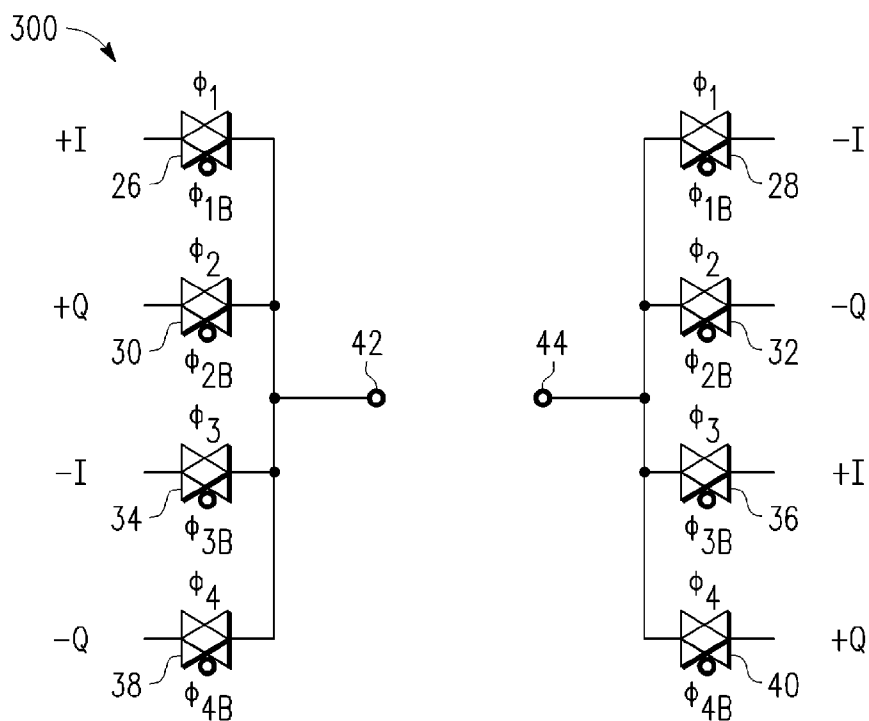 300
ϕ1 ϕ1
+I -I
26 28
ϕ1B ϕ1B
ϕ2 ϕ2
+Q -Q
30 32
ϕ2B ϕ2B
42 44
ϕ3 ϕ3
-I +I
34 36
ϕ3B ϕ3B
ϕ4 ϕ4
-Q +Q
38 40
ϕ4B ϕ4B